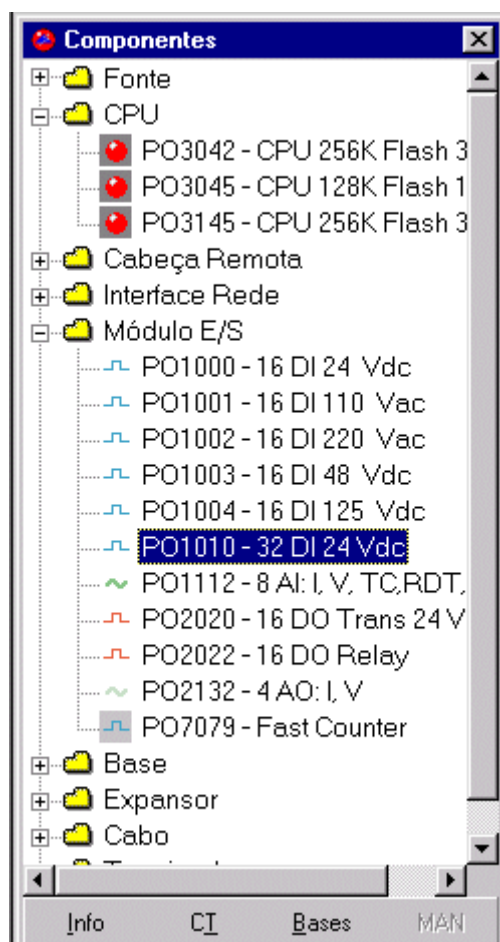 Componentes
Fonte
CPU
PO3042 - CPU 256K Flash 3
PO3045 - CPU 128K Flash 1
PO3145 - CPU 256K Flash 3
Cabeça Remota
Interface Rede
Módulo E/S
PO1000 - 16 DI 24 Vdc
PO1001 - 16 DI 110 Vac
PO1002 - 16 DI 220 Vac
PO1003 - 16 DI 48 Vdc
PO1004 - 16 DI 125 Vdc
PO1010 - 32 DI 24 Vdc
PO1112 - 8 AI: I, V, TC,RDT,
PO2020 - 16 DO Trans 24 V
PO2022 - 16 DO Relay
PO2132 - 4 AO: I, V
PO7079 - Fast Counter
Base
Expansor
Cabo
Info CT Bases MAN